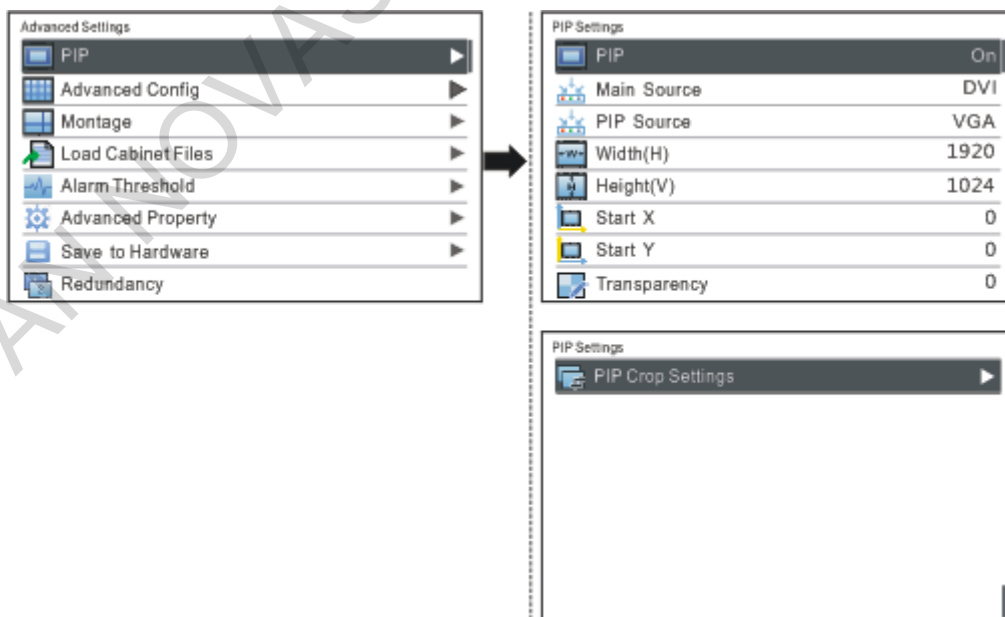 Advanced Settings
PIP
Advanced Config
Montage
Load Cabinet Files
Alarm Threshold
Advanced Property
Save to Hardware
Redundancy
PIP Settings
PIP On
Main Source DVI
PIP Source VGA
Width(H) 1920
Height(V) 1024
Start X 0
Start Y 0
Transparency 0
PIP Settings
PIP Crop Settings
AN NOVAS